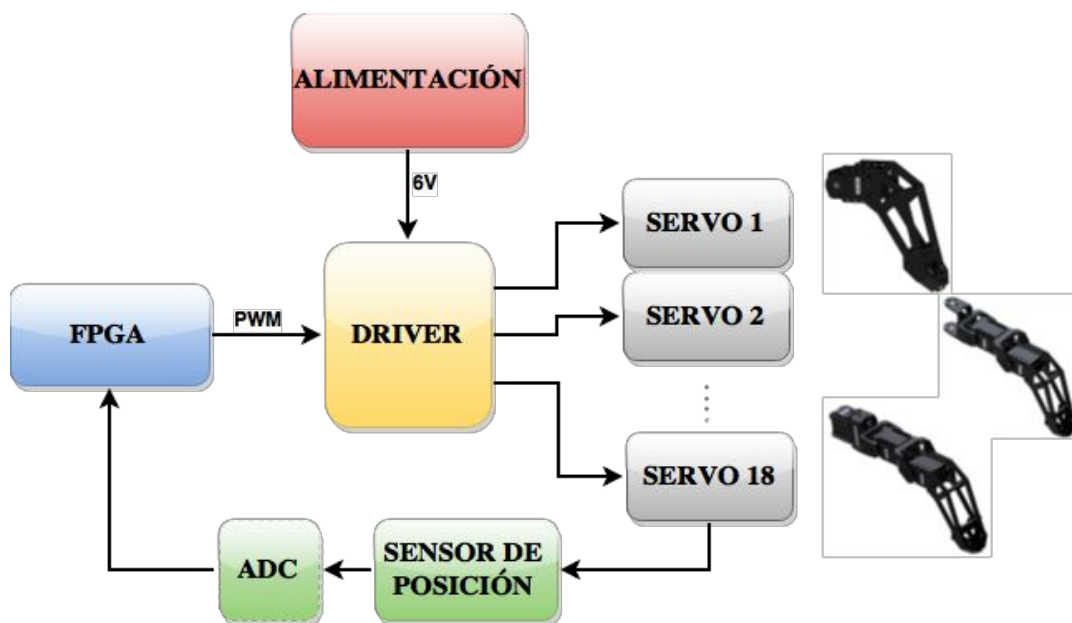 ALIMENTACIÓN
6V
SERVO 1
SERVO 2
FPGA
PWM
DRIVER
SERVO 18
ADC
SENSOR DE
POSICIÓN